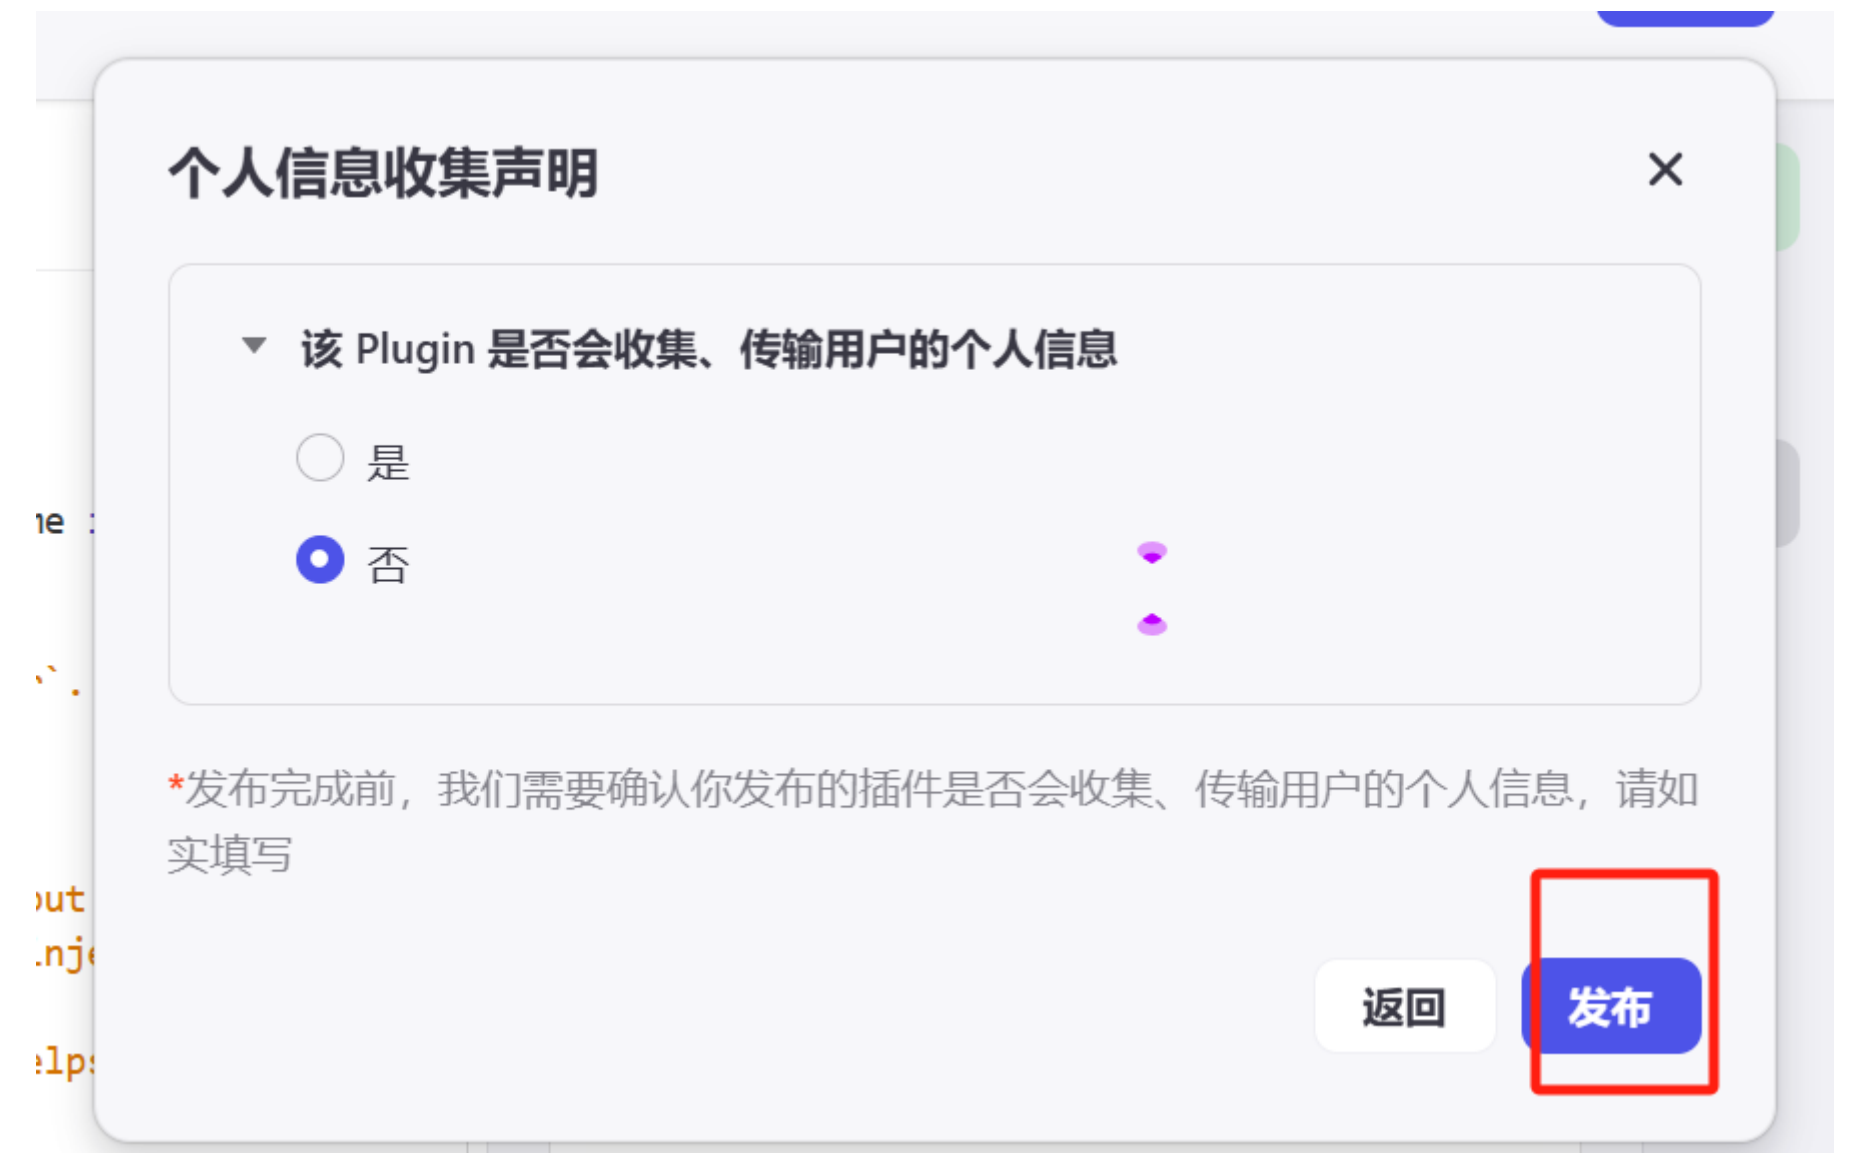 个人信息收集声明
该 Plugin 是否会收集、传输用户的个人信息
是
否
*发布完成前，我们需要确认你发布的插件是否会收集、传输用户的个人信息，请如
实填写
返回
发布